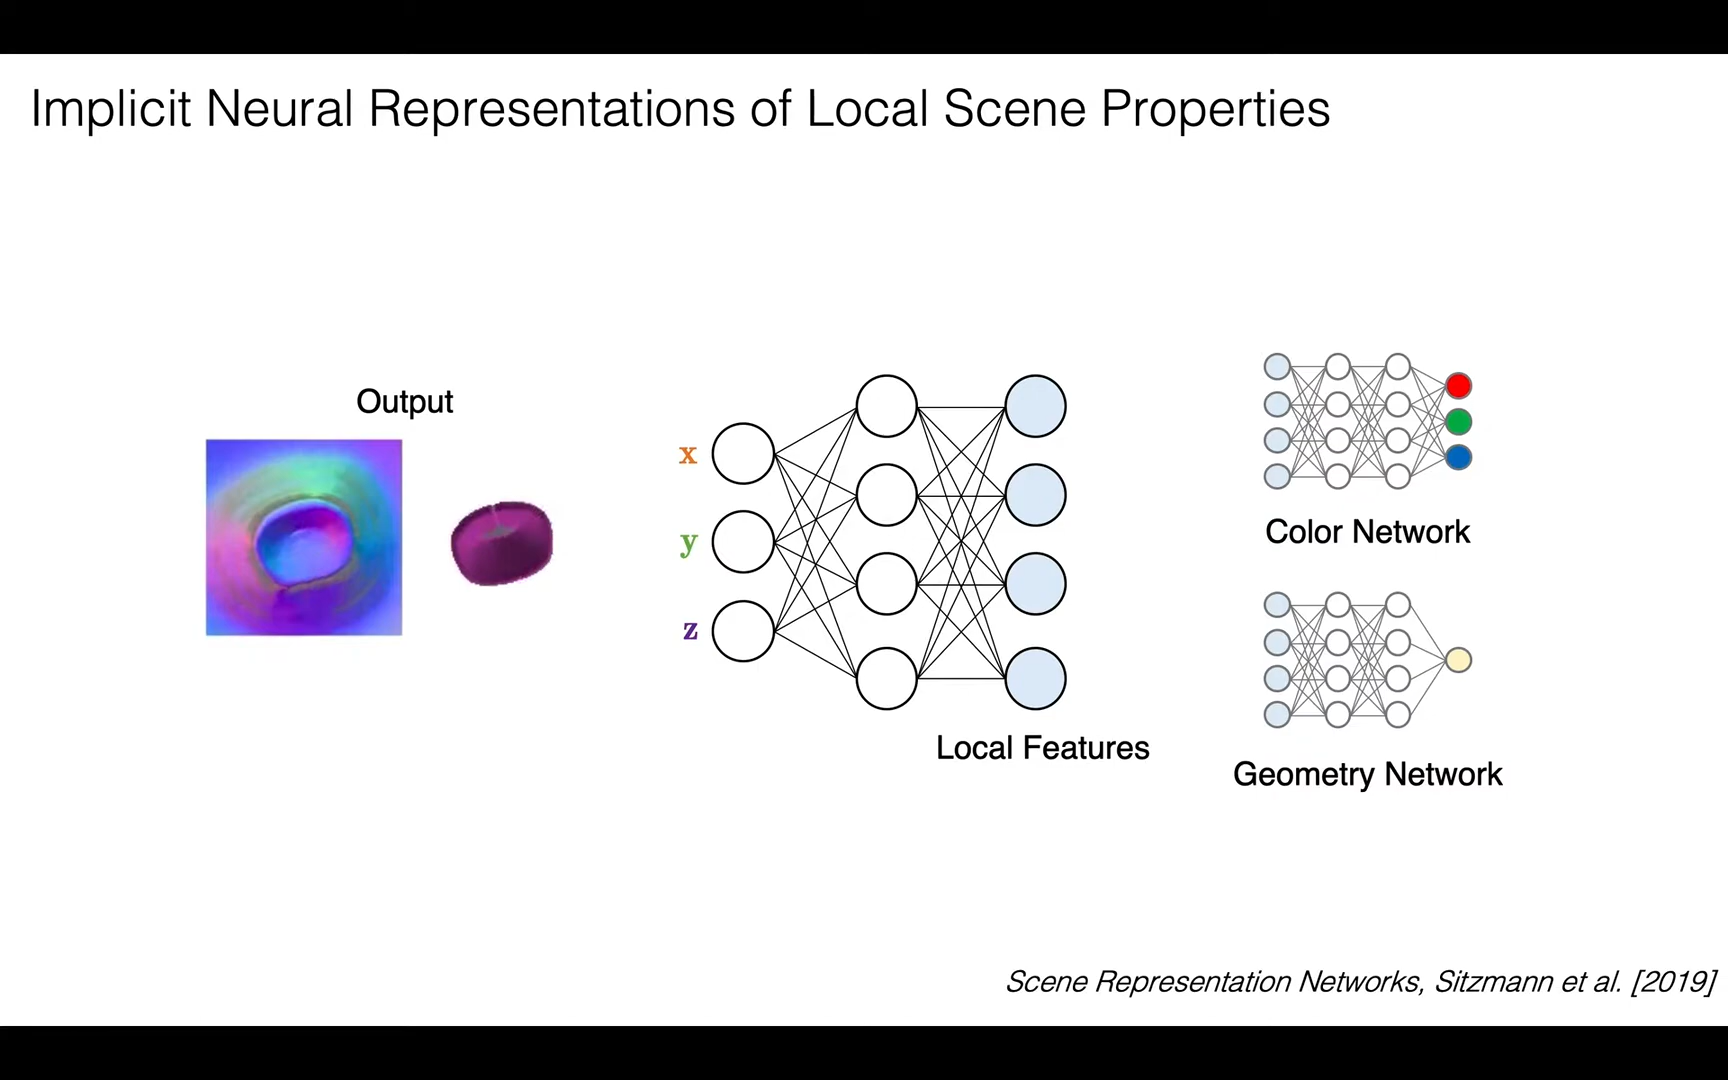 Implicit Neural Representations of Local Scene Properties
Output
x
y
z
Local Features
Color Network
Geometry Network
Scene Representation Networks, Sitzmann et al. [2019]